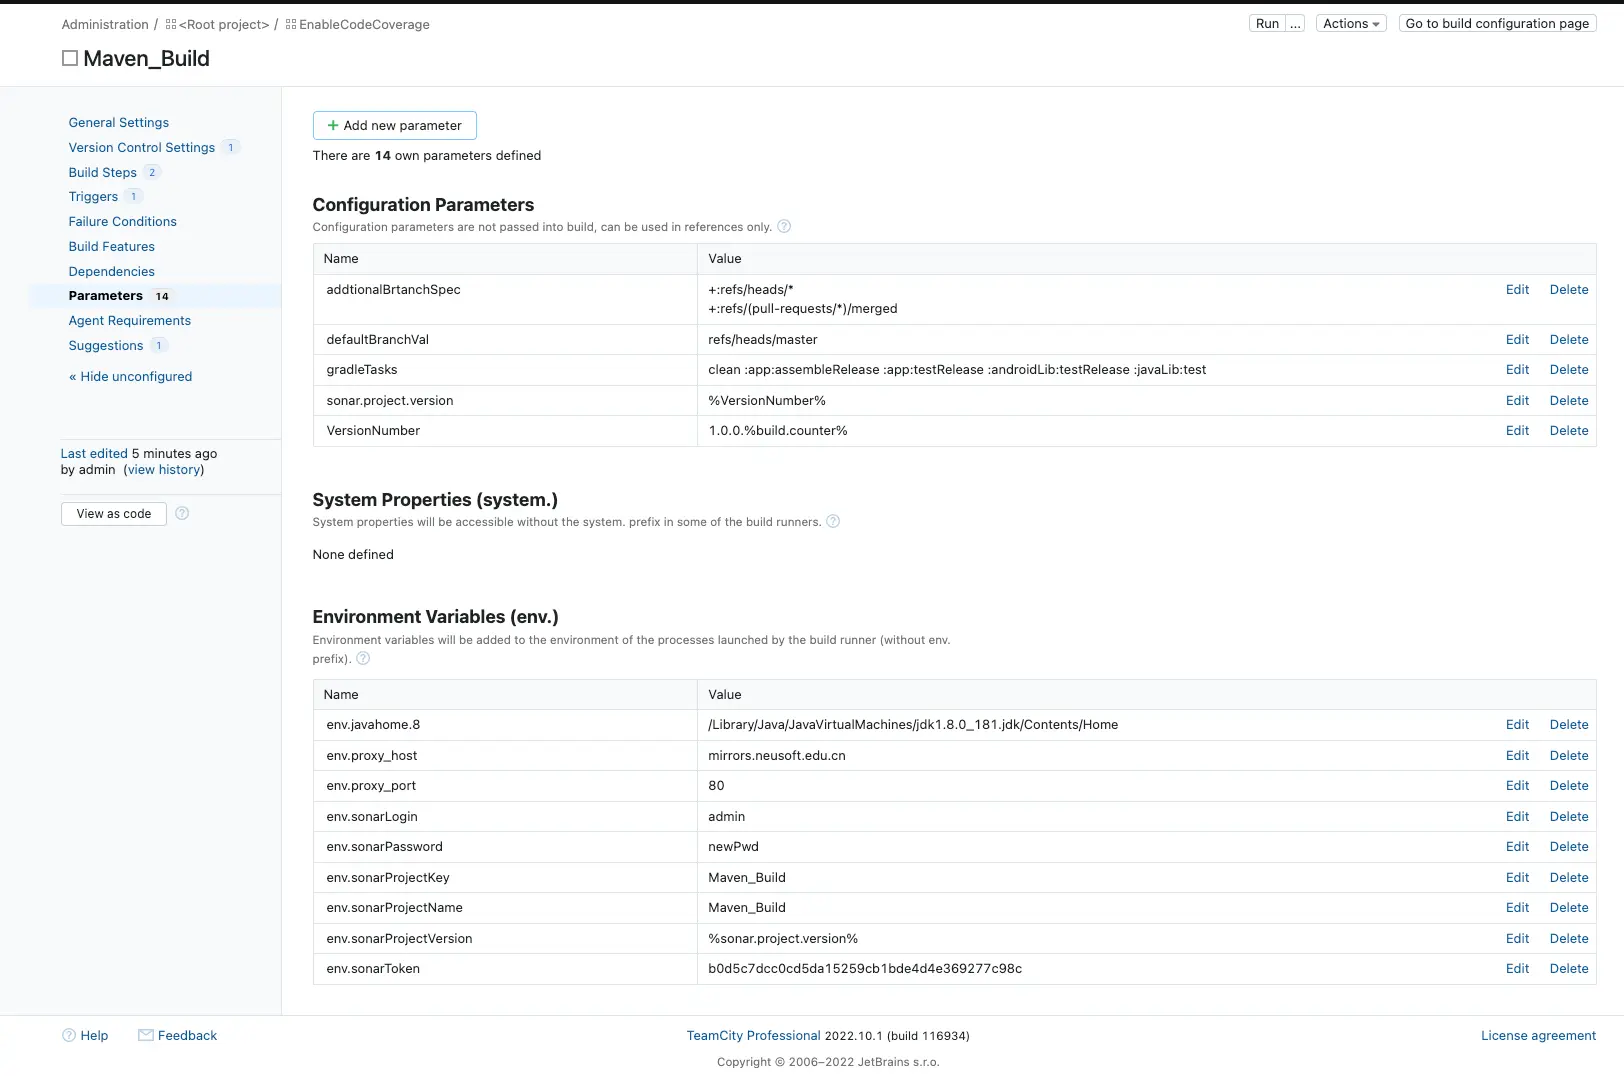 Administration / <Root project> / EnableCodeCoverage
Run ... Actions Go to build configuration page
Maven_Build
General Settings
Version Control Settings 1
Build Steps 2
Triggers 1
Failure Conditions
Build Features
Dependencies
Parameters 14
Agent Requirements
Suggestions 1
« Hide unconfigured
Last edited 5 minutes ago
by admin (view history)
View as code ?
+ Add new parameter
There are 14 own parameters defined
Configuration Parameters
Configuration parameters are not passed into build, can be used in references only. ?
Name Value
addtionalBrtanchSpec +:refs/heads/* Edit Delete
+:refs/(pull-requests/*)/merged
defaultBranchVal refs/heads/master Edit Delete
gradleTasks clean :app:assembleRelease :app:testRelease :androidLib:testRelease :javaLib:test Edit Delete
sonar.project.version %VersionNumber% Edit Delete
VersionNumber 1.0.0.%build.counter% Edit Delete
System Properties (system.)
System properties will be accessible without the system. prefix in some of the build runners. ?
None defined
Environment Variables (env.)
Environment variables will be added to the environment of the processes launched by the build runner (without env.
prefix). ?
Name Value
env.javahome.8 /Library/Java/JavaVirtualMachines/jdk1.8.0_181.jdk/Contents/Home Edit Delete
env.proxy_host mirrors.neusoft.edu.cn Edit Delete
env.proxy_port 80 Edit Delete
env.sonarLogin admin Edit Delete
env.sonarPassword newPwd Edit Delete
env.sonarProjectKey Maven_Build Edit Delete
env.sonarProjectName Maven_Build Edit Delete
env.sonarProjectVersion %sonar.project.version% Edit Delete
env.sonarToken b0d5c7dcc0cd5da15259cb1bde4d4e369277c98c Edit Delete
? Help Feedback TeamCity Professional 2022.10.1 (build 116934) License agreement
Copyright © 2006–2022 JetBrains s.r.o.